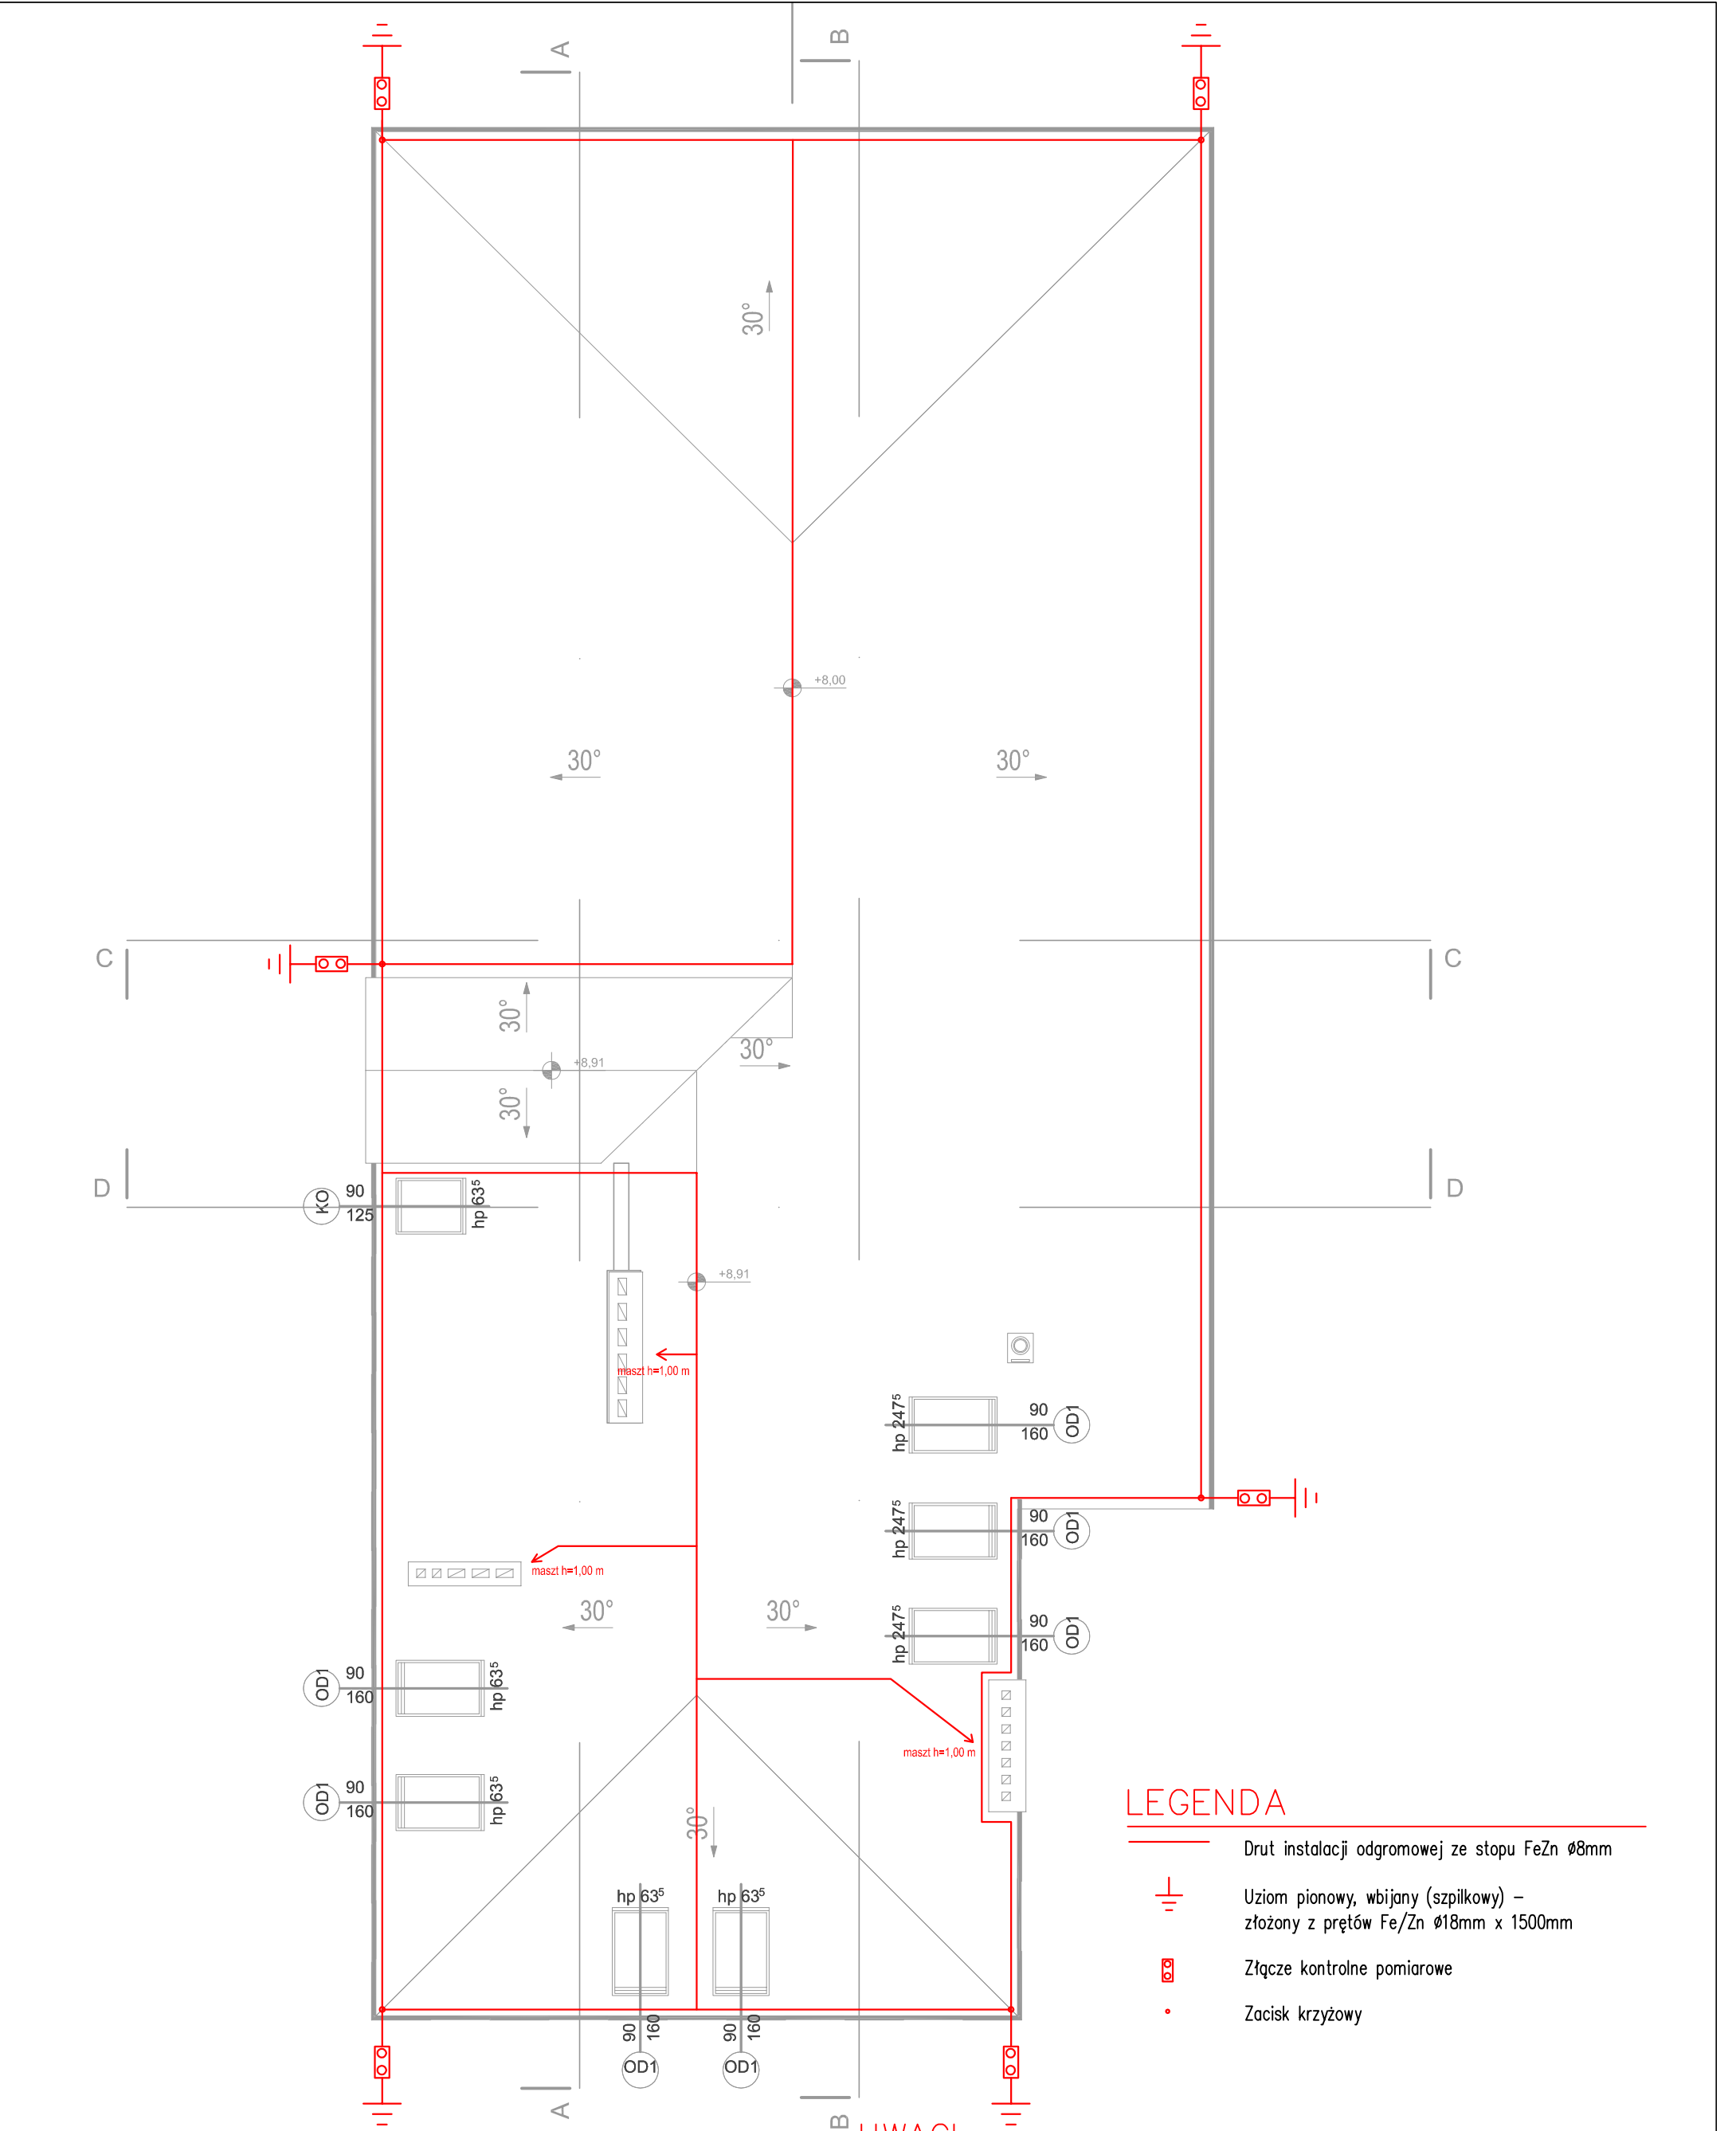 A
B
30°
+8,00
30°
30°
C
C
30°
30°
+8,91
30°
D
D
KO
90
125
hp 63⁵
+8,91
maszt h=1,00 m
hp 247⁵
90
160
OD1
hp 247⁵
90
160
OD1
maszt h=1,00 m
30°
30°
hp 247⁵
90
160
OD1
OD1
90
160
hp 63⁵
maszt h=1,00 m
OD1
90
160
hp 63⁵
30°
LEGENDA
Drut instalacji odgromowej ze stopu FeZn Ø8mm
Uziom pionowy, wbijany (szpilkowy) –
złożony z prętów Fe/Zn Ø18mm x 1500mm
Złącze kontrolne pomiarowe
Zacisk krzyżowy
hp 63⁵
hp 63⁵
90
160
90
160
OD1
OD1
A
B
UWAGI